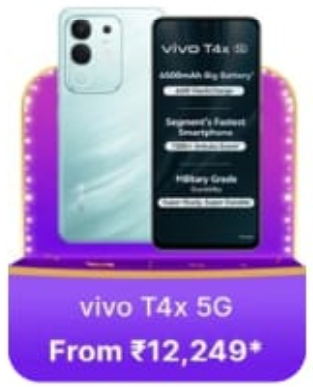 vivo T4x 5G
6500mAh Big Battery*
Segment's Fastest
Smartphone
Military Grade
Durability
vivo T4x 5G
From ₹12,249*